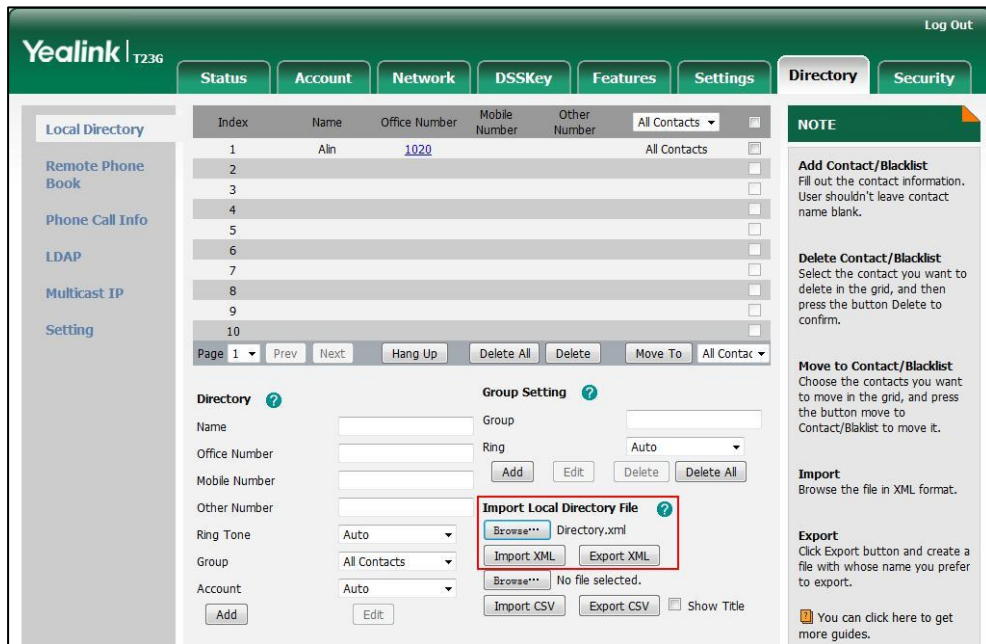 Log Out
Yealink T23G
Status Account Network DSSKey Features Settings Directory Security
Local Directory
Remote Phone
Book
Phone Call Info
LDAP
Multicast IP
Setting
Index Name Office Number Mobile Number Other Number All Contacts
1 Alin 1020 All Contacts
2
3
4
5
6
7
8
9
10
Page 1 Prev Next Hang Up Delete All Delete Move To All Contac
Directory ?
Name
Office Number
Mobile Number
Other Number
Ring Tone Auto
Group All Contacts
Account Auto
Add Edit
Group Setting ?
Group
Ring Auto
Add Edit Delete Delete All
Import Local Directory File ?
Browse... Directory.xml
Import XML Export XML
Browse... No file selected.
Import CSV Export CSV Show Title
NOTE
Add Contact/Blacklist
Fill out the contact information.
User shouldn't leave contact
name blank.
Delete Contact/Blacklist
Select the contact you want to
delete in the grid, and then
press the button Delete to
confirm.
Move to Contact/Blacklist
Choose the contacts you want
to move in the grid, and press
the button move to
Contact/Blaklist to move it.
Import
Browse the file in XML format.
Export
Click Export button and create a
file with whose name you prefer
to export.
? You can click here to get
more guides.